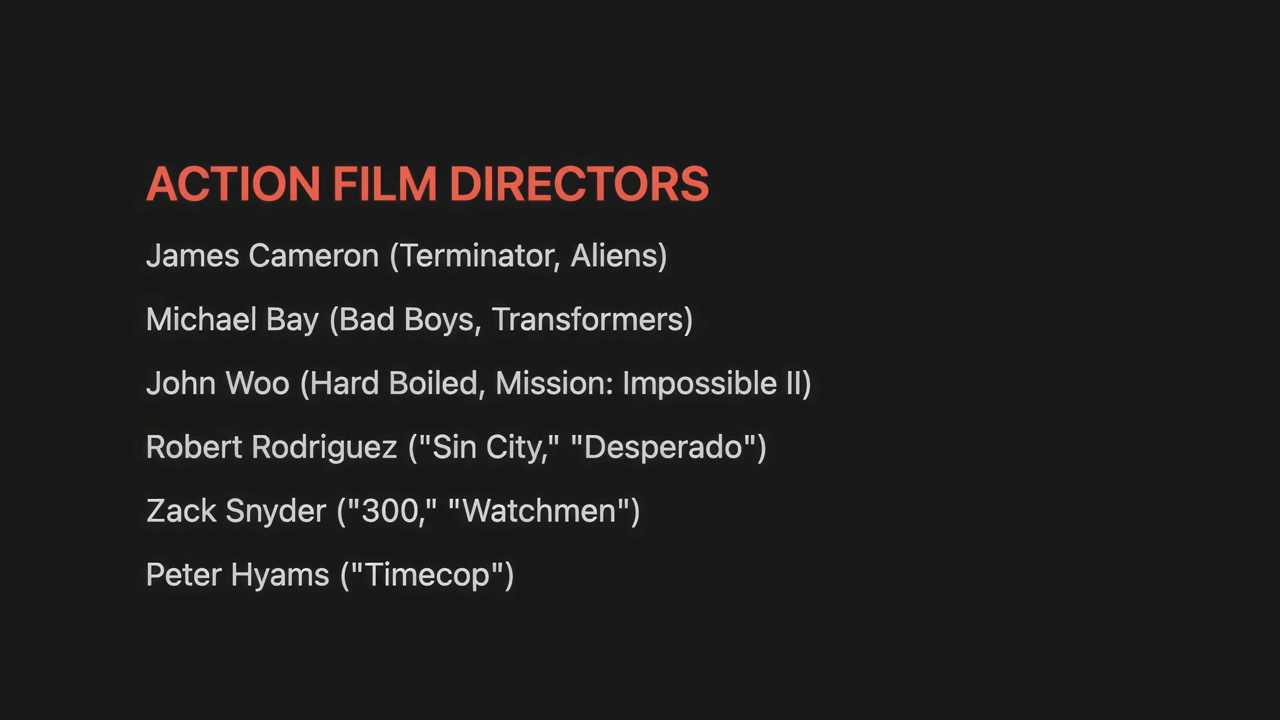 ACTION FILM DIRECTORS
James Cameron (Terminator, Aliens)
Michael Bay (Bad Boys, Transformers)
John Woo (Hard Boiled, Mission: Impossible II)
Robert Rodriguez ("Sin City," "Desperado")
Zack Snyder ("300," "Watchmen")
Peter Hyams ("Timecop")